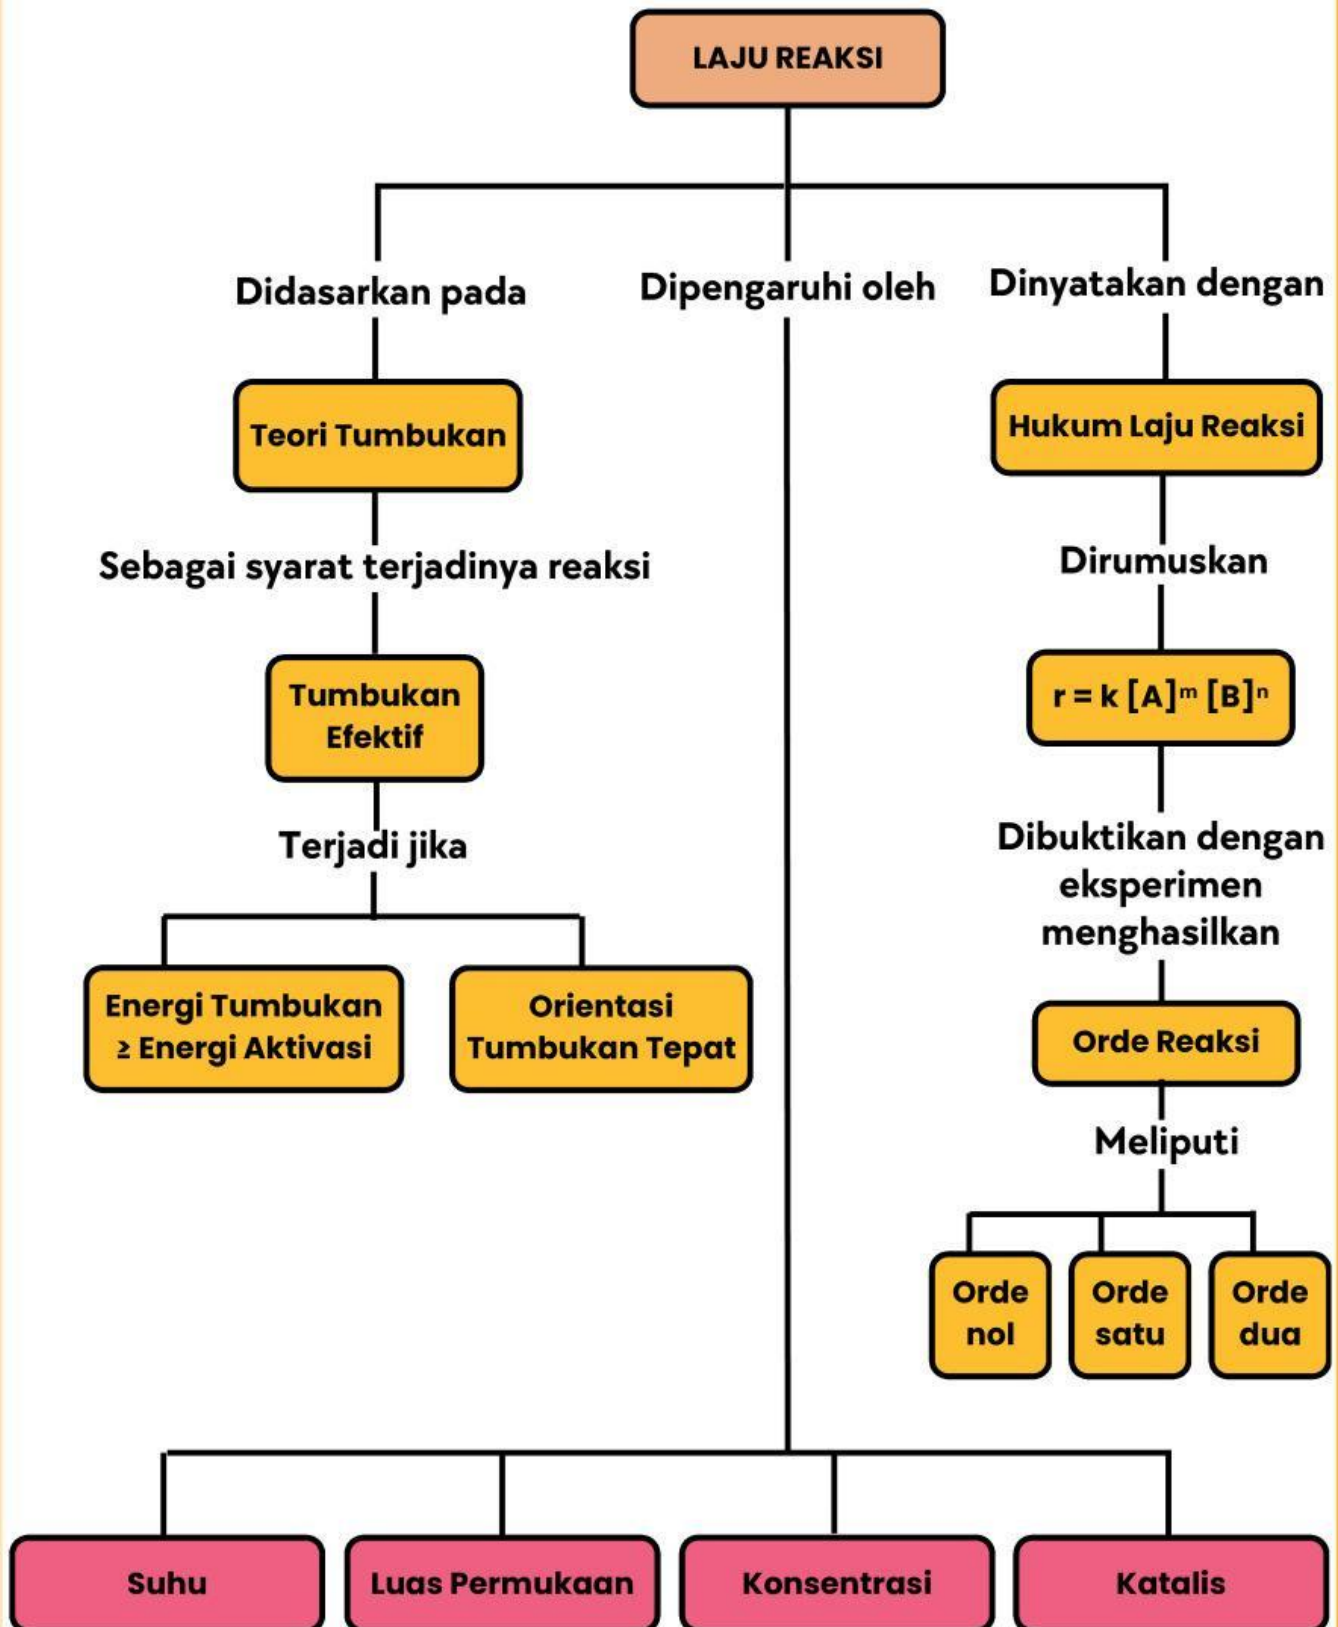 LAJU REAKSI
Didasarkan pada
Dipengaruhi oleh
Dinyatakan dengan
Teori Tumbukan
Hukum Laju Reaksi
Sebagai syarat terjadinya reaksi
Dirumuskan
Tumbukan
Efektif
r = k [A]ᵐ [B]ⁿ
Terjadi jika
Dibuktikan dengan
eksperimen
menghasilkan
Energi Tumbukan
≥ Energi Aktivasi
Orientasi
Tumbukan Tepat
Orde Reaksi
Meliputi
Orde
nol
Orde
satu
Orde
dua
Suhu
Luas Permukaan
Konsentrasi
Katalis